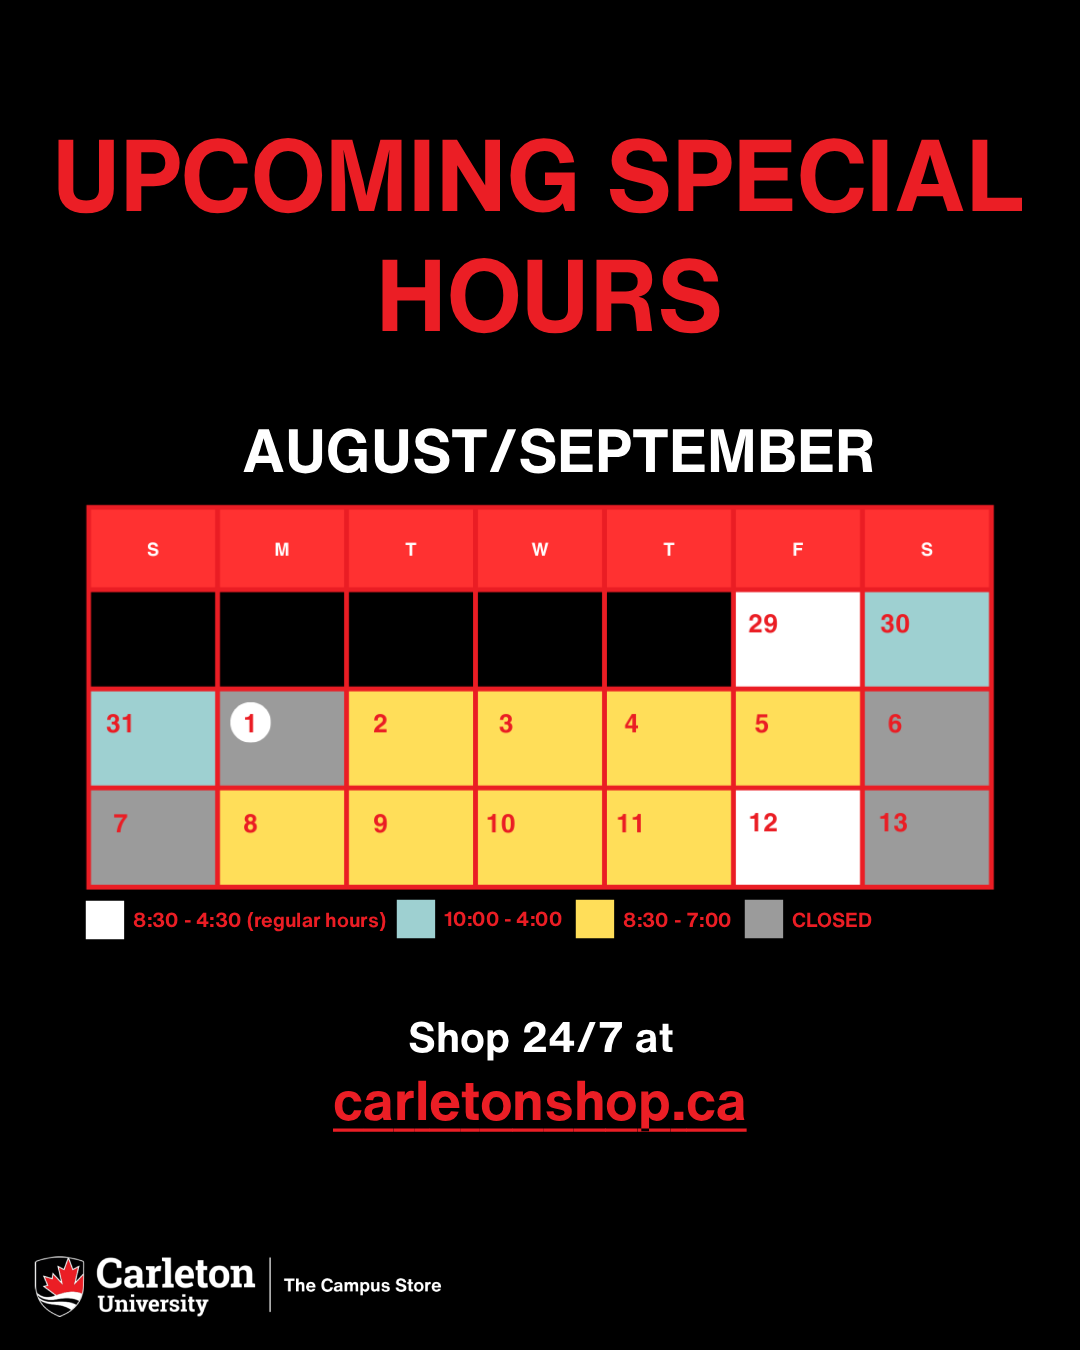 UPCOMING SPECIAL
HOURS
AUGUST/SEPTEMBER
S M T W T F S
29 30
31 1 2 3 4 5 6
7 8 9 10 11 12 13
8:30 - 4:30 (regular hours) 10:00 - 4:00 8:30 - 7:00 CLOSED
Shop 24/7 at
carletonshop.ca
Carleton
University
The Campus Store